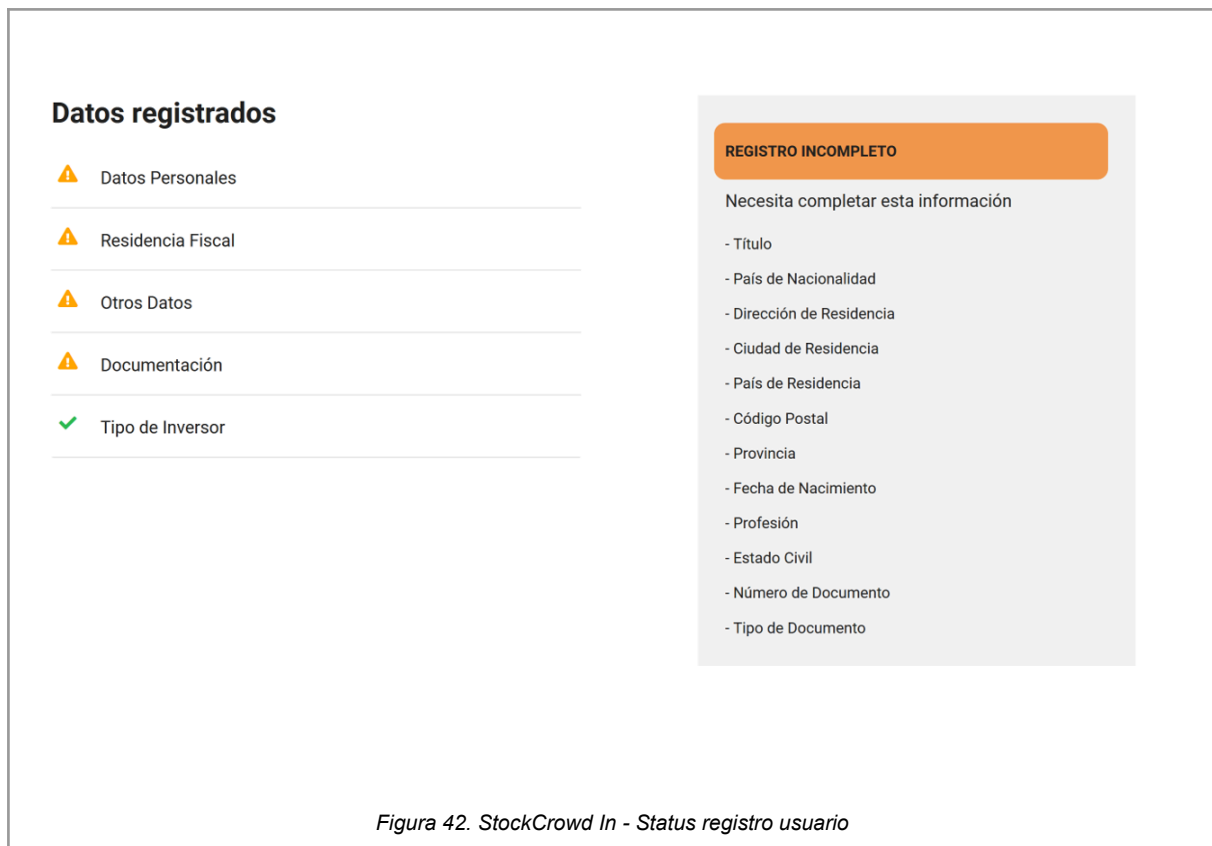 Datos registrados
Datos Personales
Residencia Fiscal
Otros Datos
Documentación
Tipo de Inversor
REGISTRO INCOMPLETO
Necesita completar esta información
- Título
- País de Nacionalidad
- Dirección de Residencia
- Ciudad de Residencia
- País de Residencia
- Código Postal
- Provincia
- Fecha de Nacimiento
- Profesión
- Estado Civil
- Número de Documento
- Tipo de Documento
Figura 42. StockCrowd In - Status registro usuario